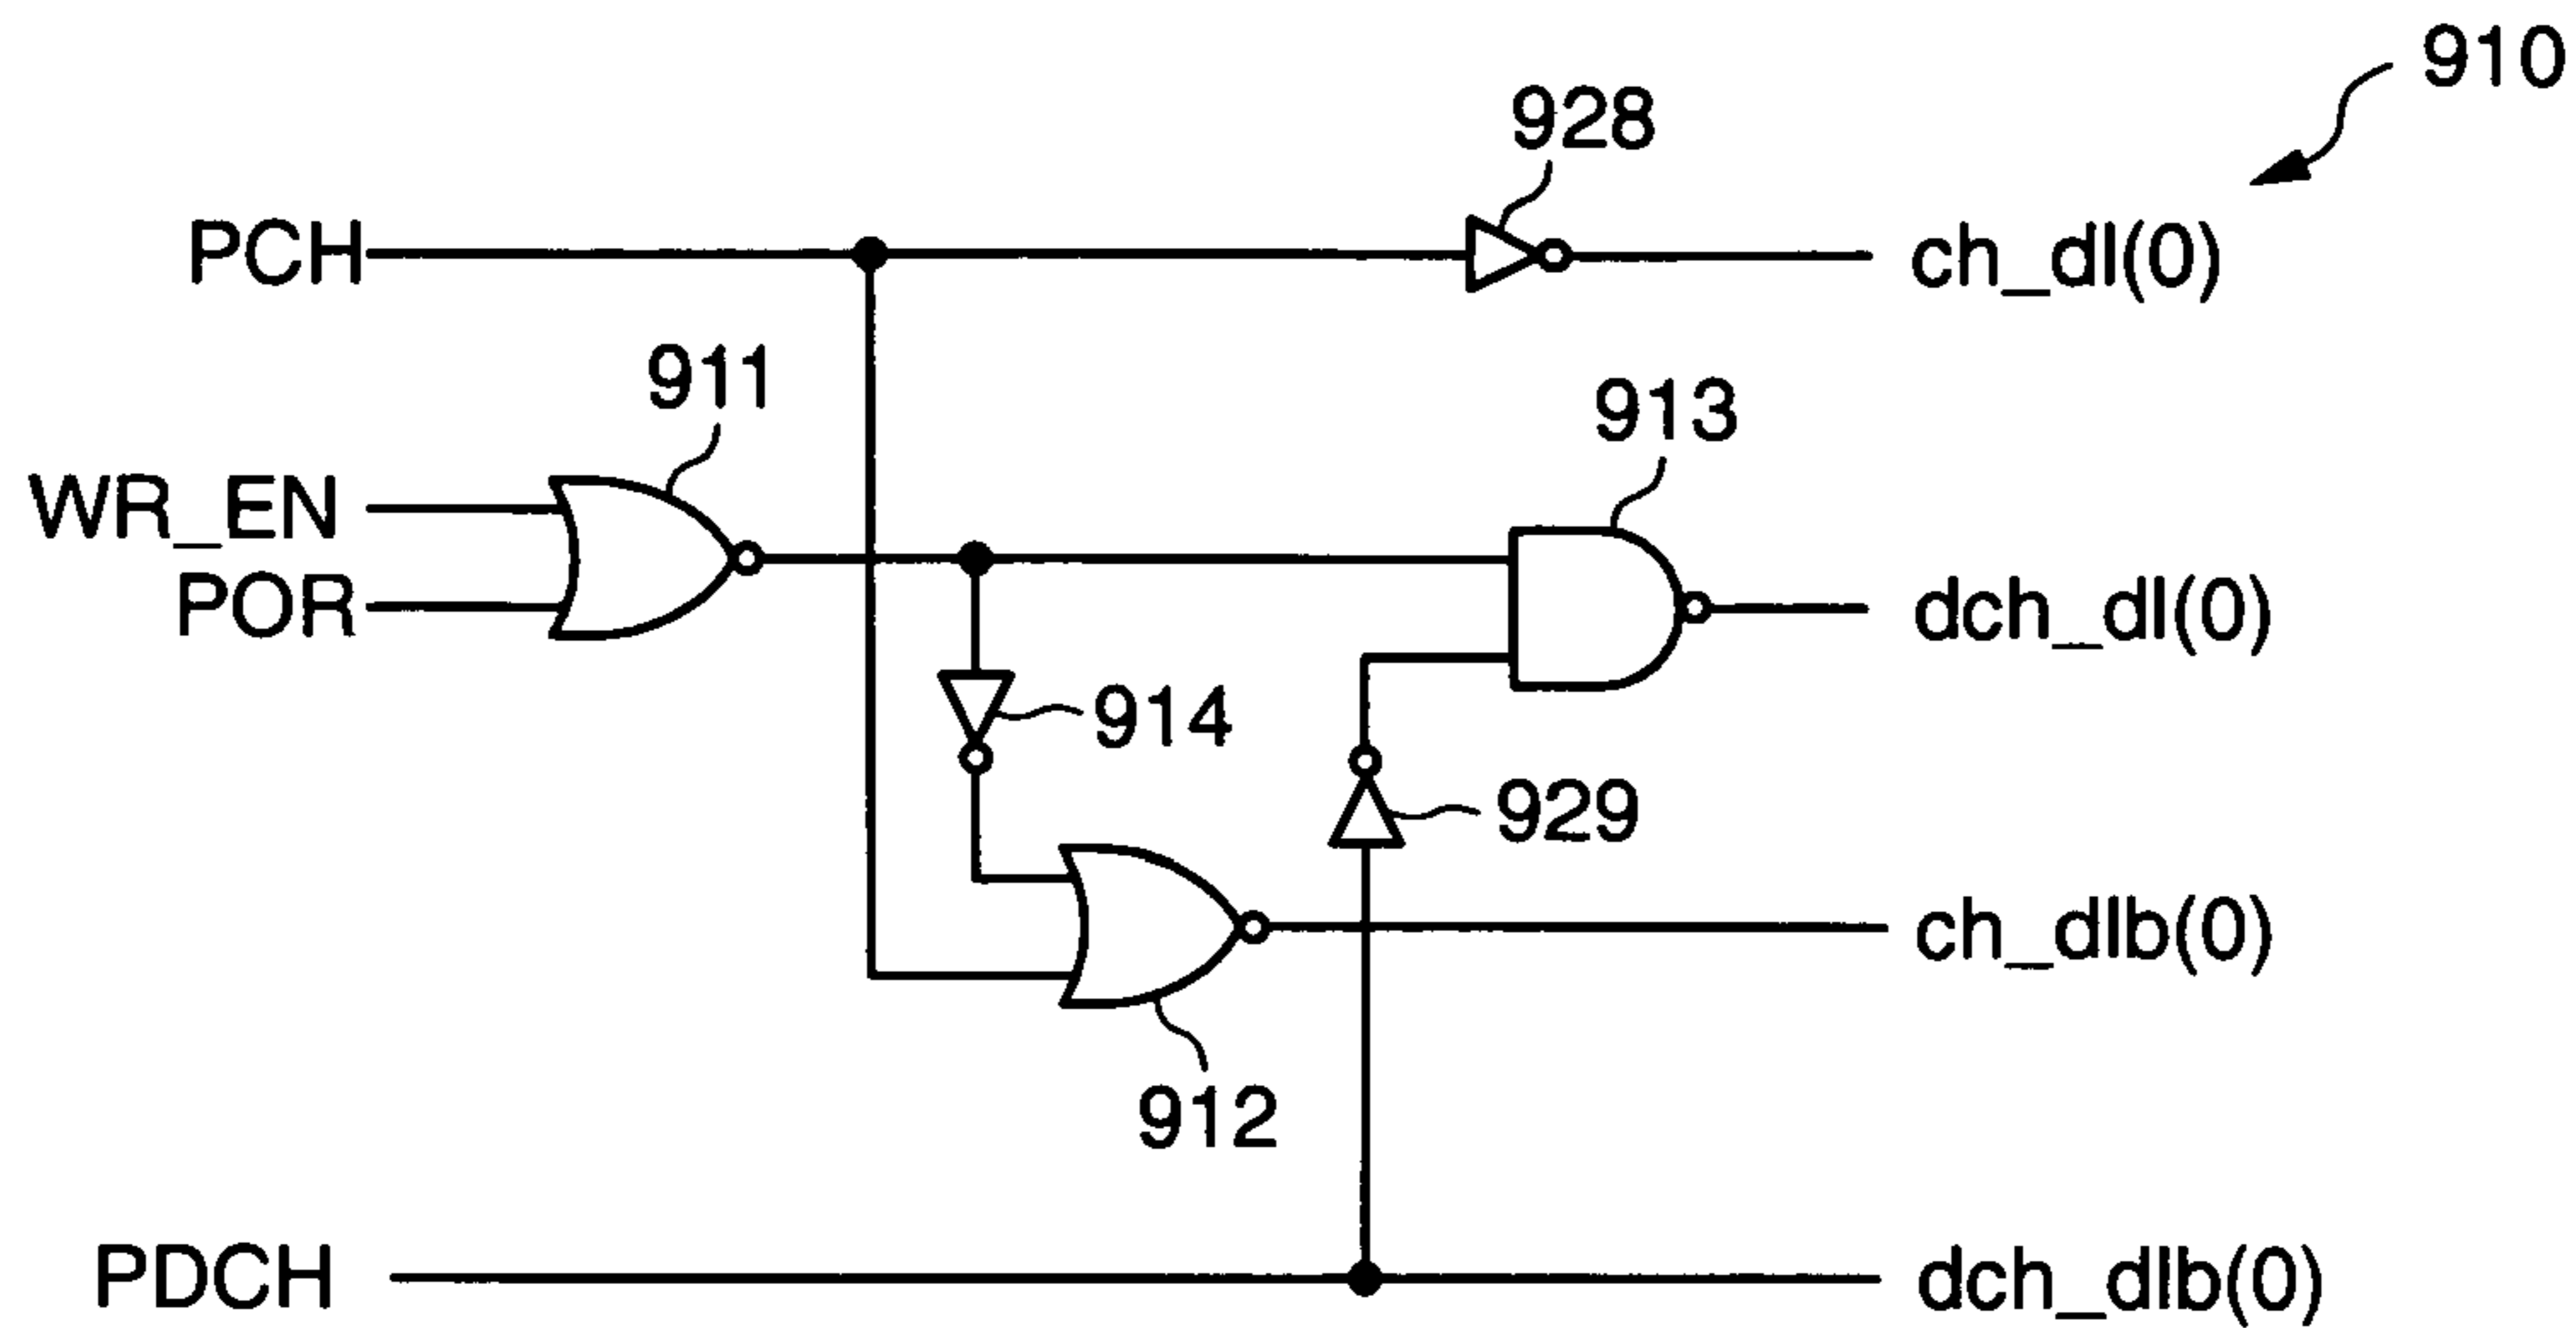 910
928
PCH
ch_dl(0)
911
913
WR_EN
POR
dch_dl(0)
914
929
ch_dlb(0)
912
PDCH
dch_dlb(0)